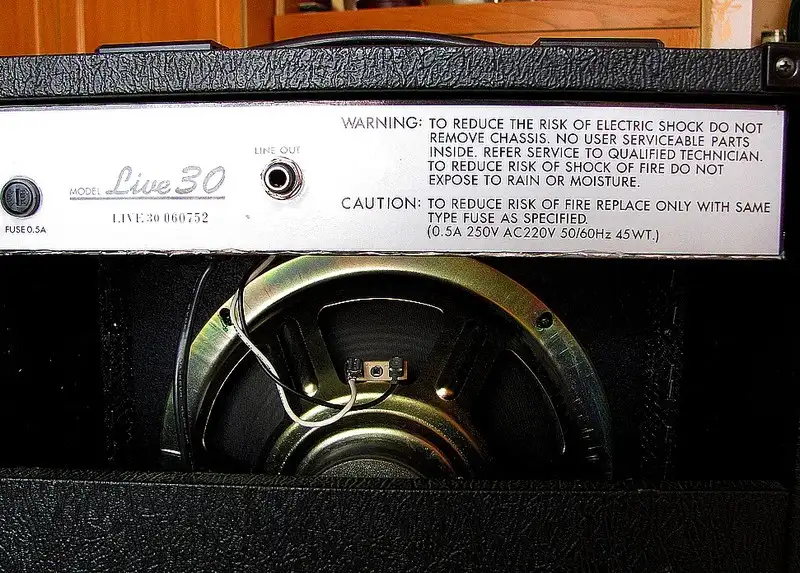 FUSE 0.5A
MODEL Live 30
LIVE 30 060752
LINE OUT
WARNING: TO REDUCE THE RISK OF ELECTRIC SHOCK DO NOT
REMOVE CHASSIS. NO USER SERVICEABLE PARTS
INSIDE. REFER SERVICE TO QUALIFIED TECHNICIAN.
TO REDUCE RISK OF SHOCK OF FIRE DO NOT
EXPOSE TO RAIN OR MOISTURE.
CAUTION: TO REDUCE RISK OF FIRE REPLACE ONLY WITH SAME
TYPE FUSE AS SPECIFIED.
(0.5A 250V AC220V 50/60Hz 45WT.)